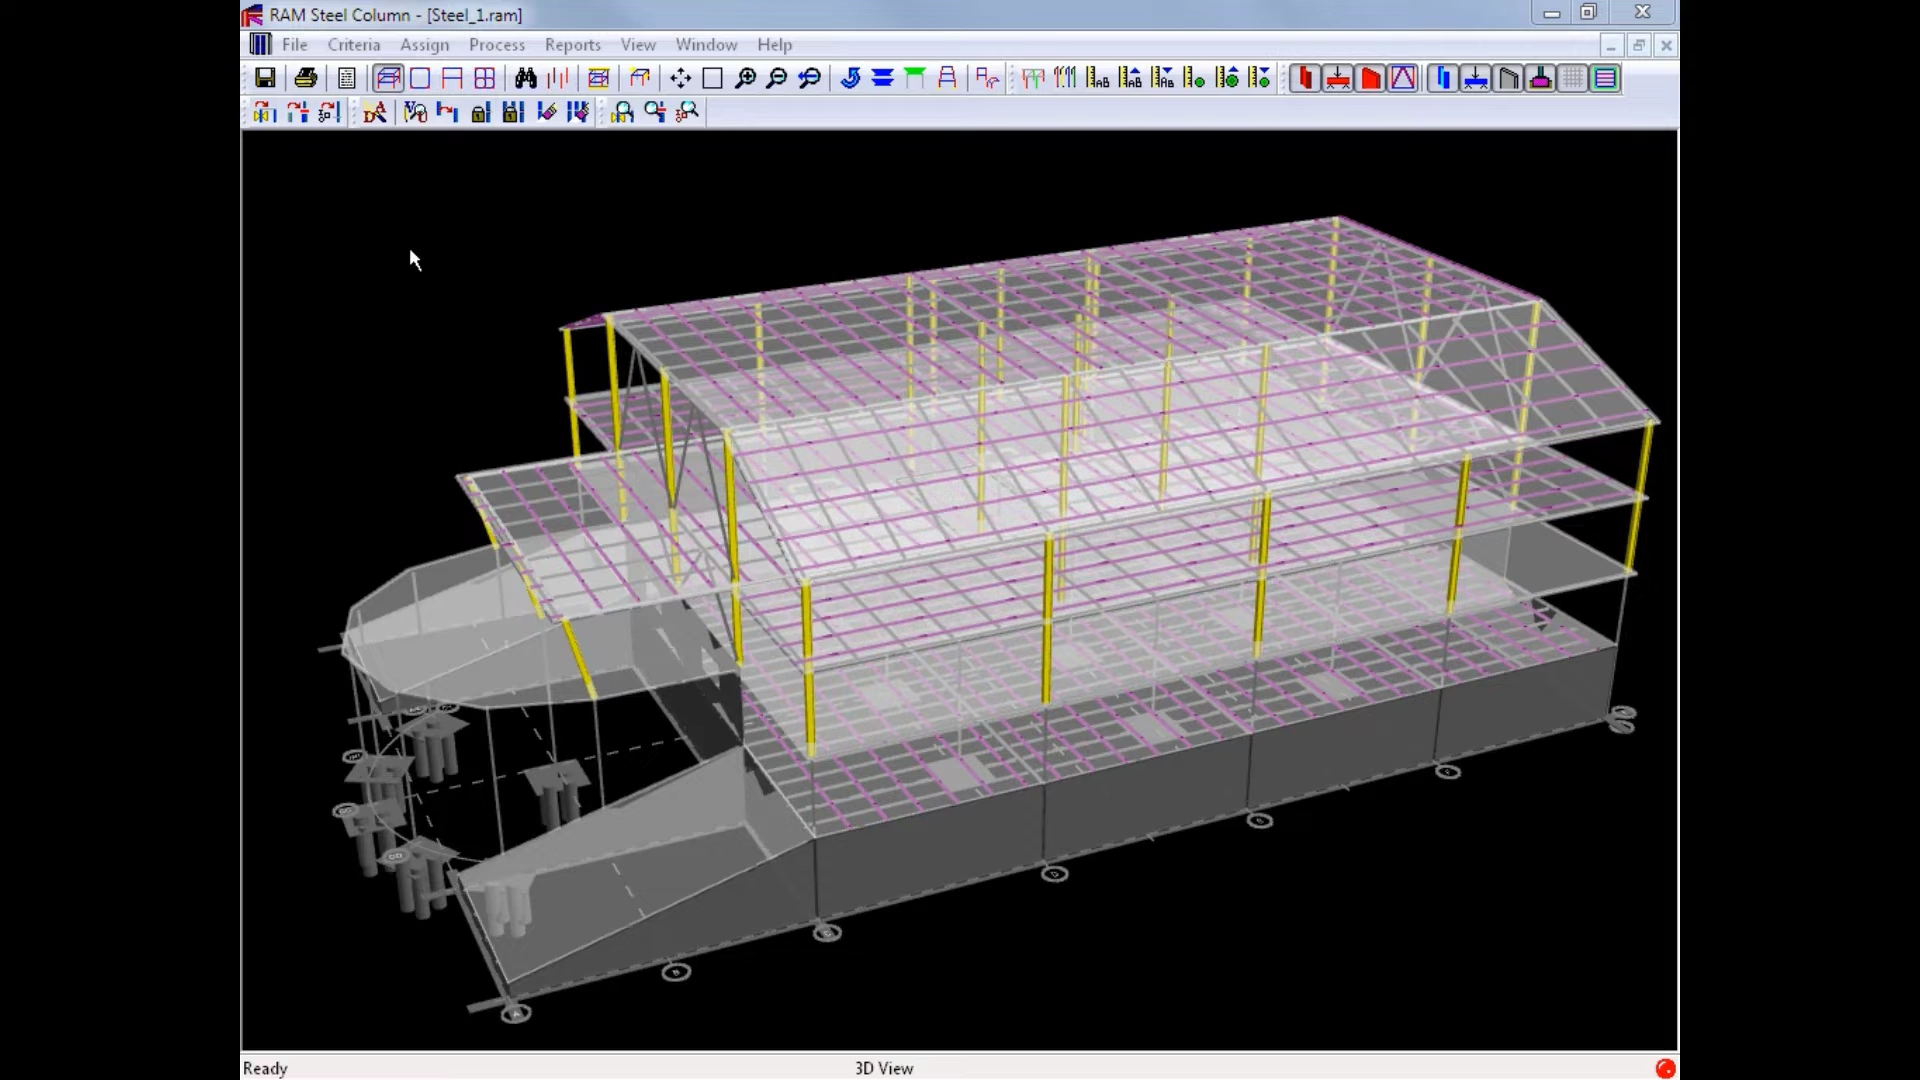 RAM Steel Column - [Steel_1.ram]
File Criteria Assign Process Reports View Window Help
Ready 3D View